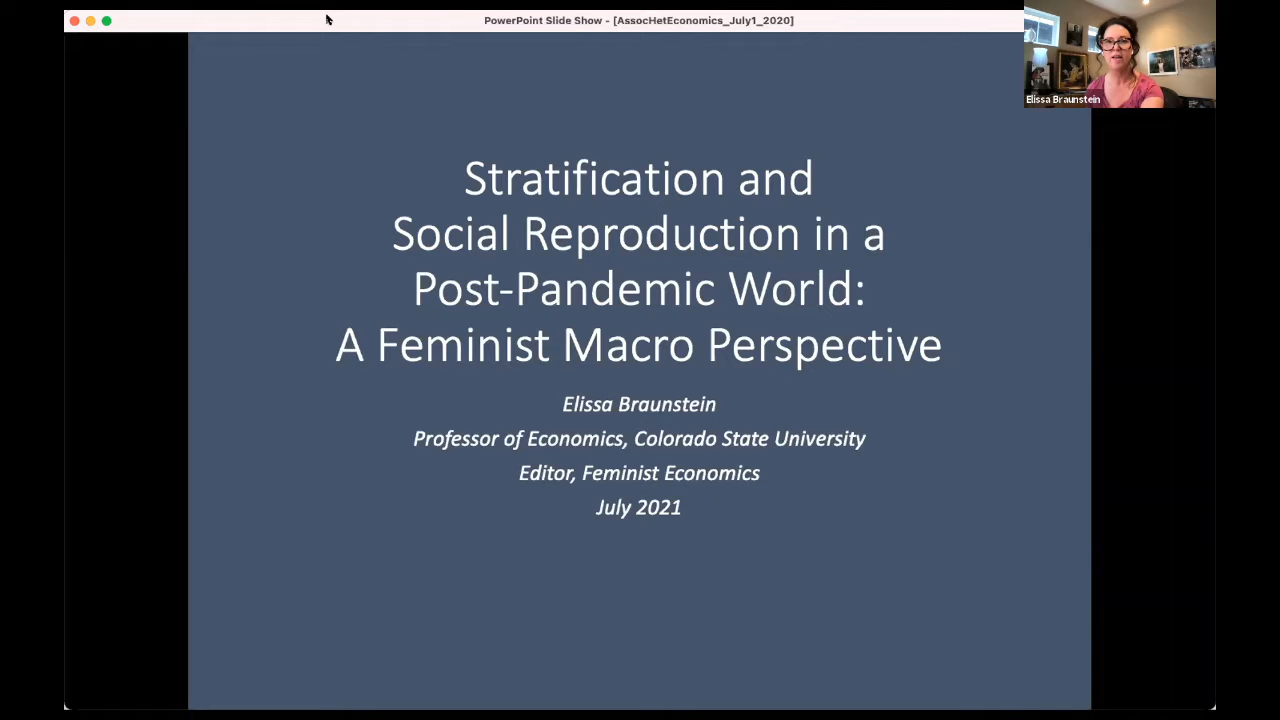 PowerPoint Slide Show - [AssocHetEconomics_July1_2020]
Elissa Braunstein
Stratification and
Social Reproduction in a
Post-Pandemic World:
A Feminist Macro Perspective
Elissa Braunstein
Professor of Economics, Colorado State University
Editor, Feminist Economics
July 2021